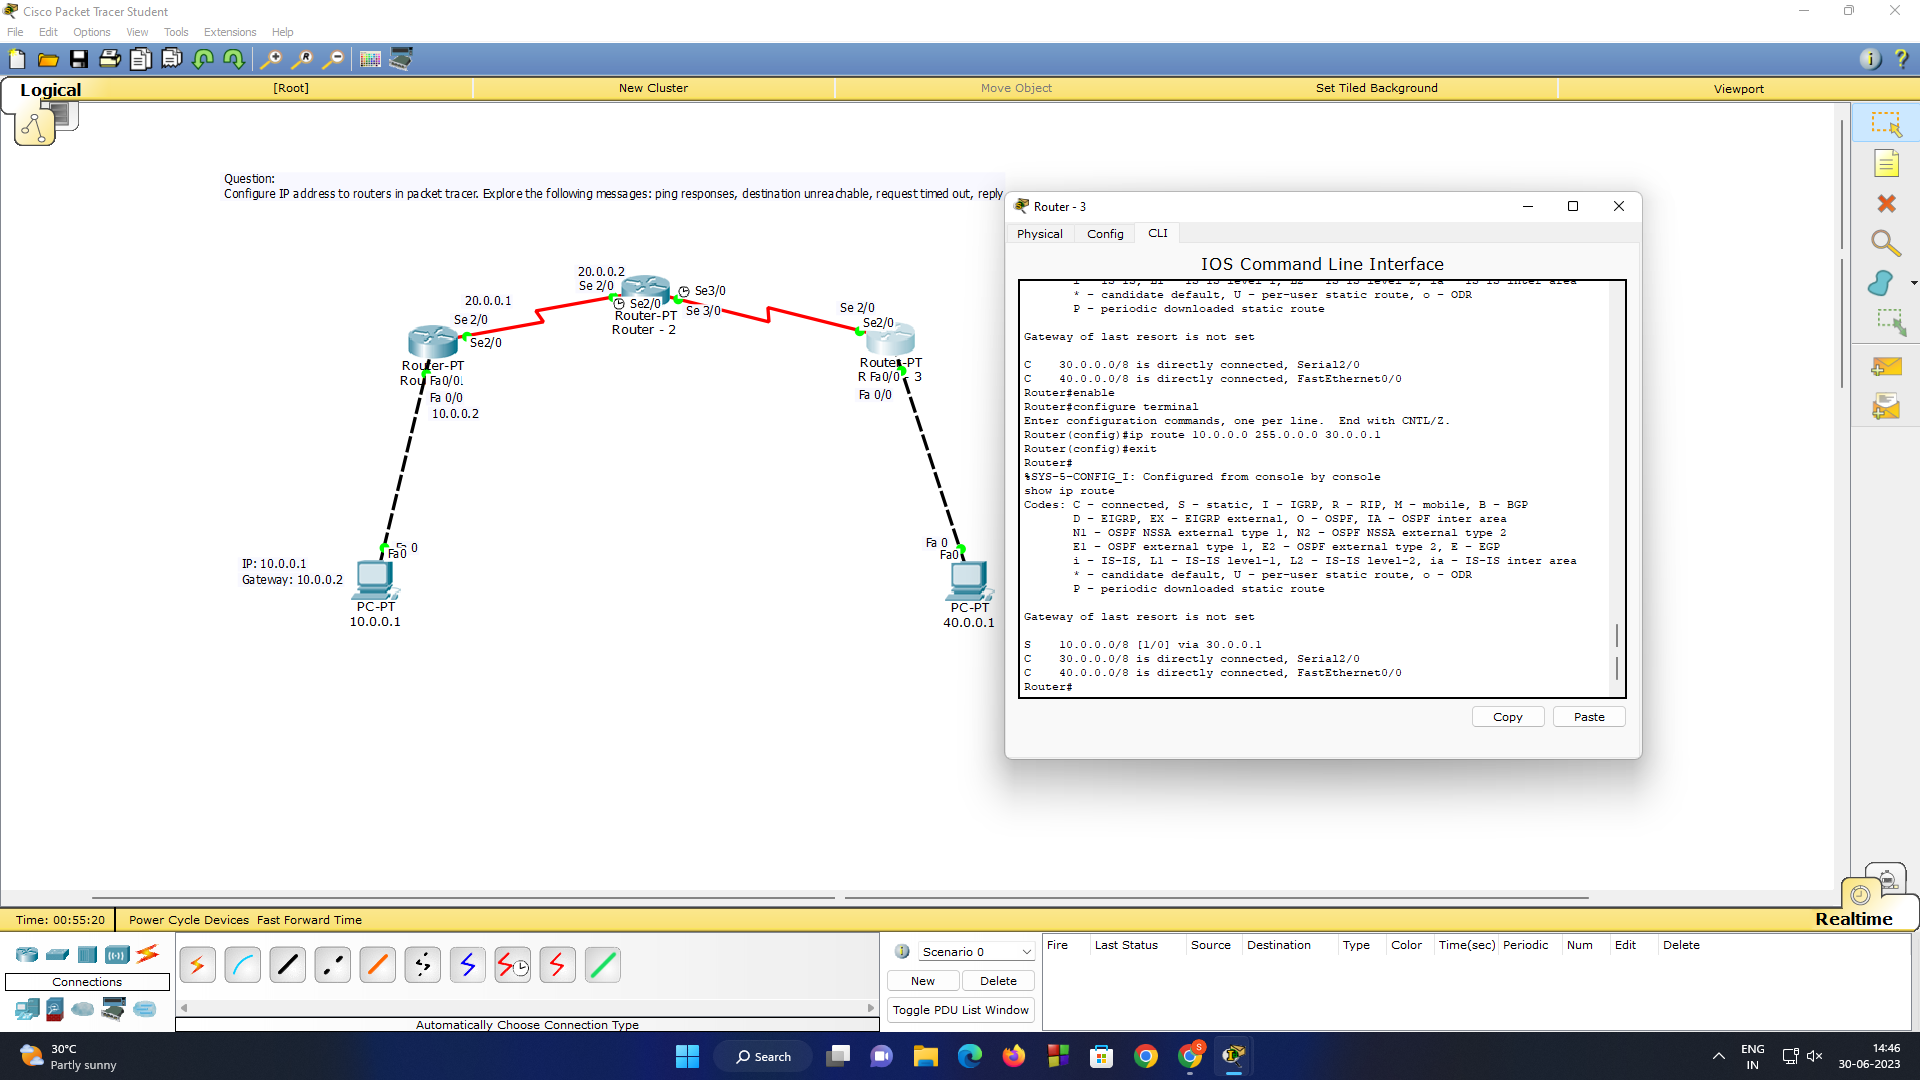 Cisco Packet Tracer Student
File Edit Options View Tools Extensions Help
Logical [Root] New Cluster Move Object Set Tiled Background Viewport
Question:
Configure IP address to routers in packet tracer. Explore the following messages: ping responses, destination unreachable, request timed out, reply
20.0.0.2
Se 2/0
Se3/0
Se2/0
Se 3/0
Router-PT
Router - 2
20.0.0.1
Se 2/0
Se2/0
Router-PT
Rou Fa0/0
Fa 0/0
10.0.0.2
Se 2/0
Se2/0
Router-PT
R Fa0/0 - 3
Fa 0/0
0
Fa0
IP: 10.0.0.1
Gateway: 10.0.0.2
PC-PT
10.0.0.1
Fa 0
Fa0
PC-PT
40.0.0.1
Router - 3
Physical Config CLI
IOS Command Line Interface
i - IS-IS, L1 - IS-IS level-1, L2 - IS-IS level-2, ia - IS-IS inter area
* - candidate default, U - per-user static route, o - ODR
P - periodic downloaded static route
Gateway of last resort is not set
C 30.0.0.0/8 is directly connected, Serial2/0
C 40.0.0.0/8 is directly connected, FastEthernet0/0
Router#enable
Router#configure terminal
Enter configuration commands, one per line. End with CNTL/Z.
Router(config)#ip route 10.0.0.0 255.0.0.0 30.0.0.1
Router(config)#exit
Router#
%SYS-5-CONFIG_I: Configured from console by console
show ip route
Codes: C - connected, S - static, I - IGRP, R - RIP, M - mobile, B - BGP
D - EIGRP, EX - EIGRP external, O - OSPF, IA - OSPF inter area
N1 - OSPF NSSA external type 1, N2 - OSPF NSSA external type 2
E1 - OSPF external type 1, E2 - OSPF external type 2, E - EGP
i - IS-IS, L1 - IS-IS level-1, L2 - IS-IS level-2, ia - IS-IS inter area
* - candidate default, U - per-user static route, o - ODR
P - periodic downloaded static route
Gateway of last resort is not set
S 10.0.0.0/8 [1/0] via 30.0.0.1
C 30.0.0.0/8 is directly connected, Serial2/0
C 40.0.0.0/8 is directly connected, FastEthernet0/0
Router#
Copy Paste
Time: 00:55:20 Power Cycle Devices Fast Forward Time
Realtime
Connections
Automatically Choose Connection Type
Scenario 0
New Delete
Toggle PDU List Window
Fire Last Status Source Destination Type Color Time(sec) Periodic Num Edit Delete
30°C
Partly sunny
Search
S
ENG
IN
14:46
30-06-2023